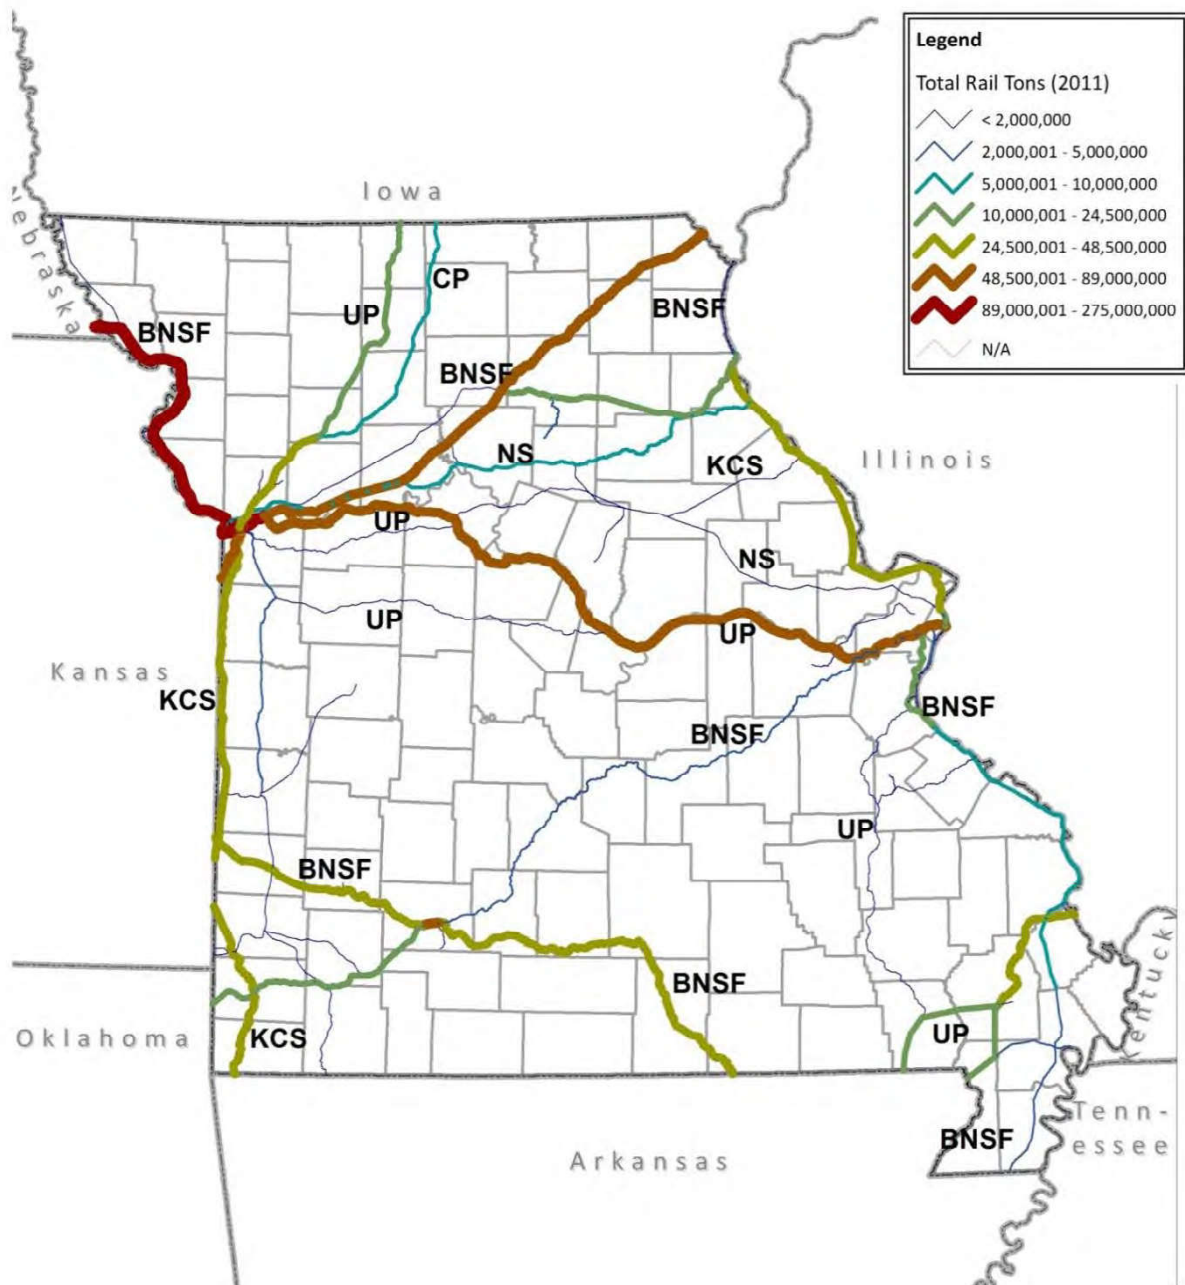 Legend
Total Rail Tons (2011)
< 2,000,000
2,000,001 - 5,000,000
5,000,001 - 10,000,000
10,000,001 - 24,500,000
24,500,001 - 48,500,000
48,500,001 - 89,000,000
89,000,001 - 275,000,000
N/A
Iowa
Nebraska
CP
UP
BNSF
BNSF
BNSF
NS
KCS
Illinois
UP
NS
UP
UP
Kansas
KCS
BNSF
BNSF
UP
BNSF
BNSF
Kentucky
Oklahoma
KCS
UP
Tenn-
essee
BNSF
Arkansas